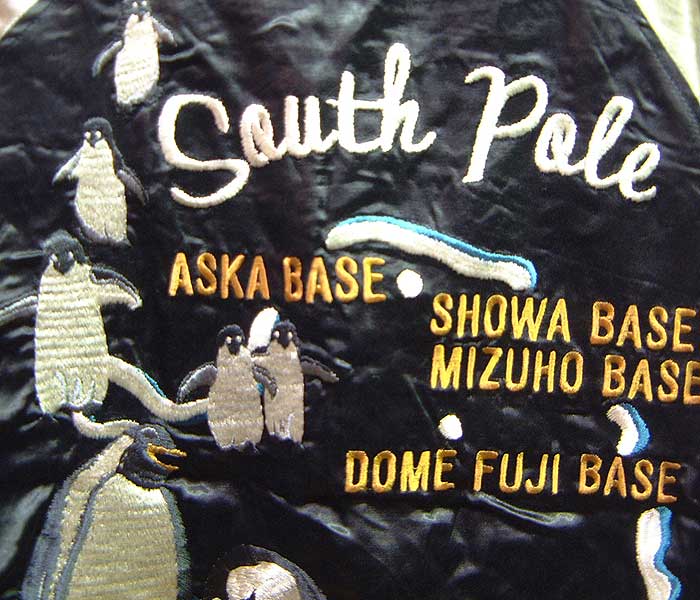 South Pole
ASKA BASE
SHOWA BASE
MIZUHO BASE
DOME FUJI BASE